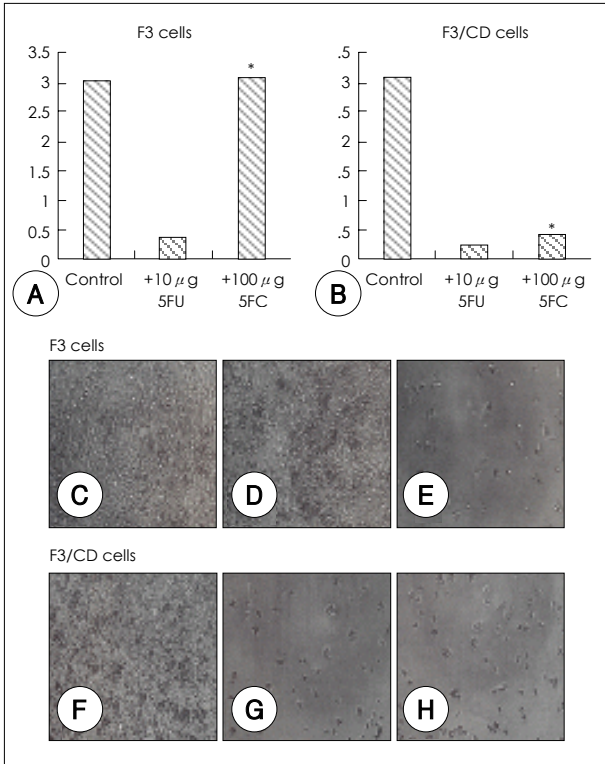 F3 cells
3.5
3
2.5
2
1.5
1
0.5
0
*
Control
+10 μg
5FU
+100 μg
5FC
A
F3/CD cells
.5
3
.5
2
.5
1
.5
0
*
Control
+10 μg
5FU
+100 μg
5FC
B
F3 cells
C
D
E
F3/CD cells
F
G
H